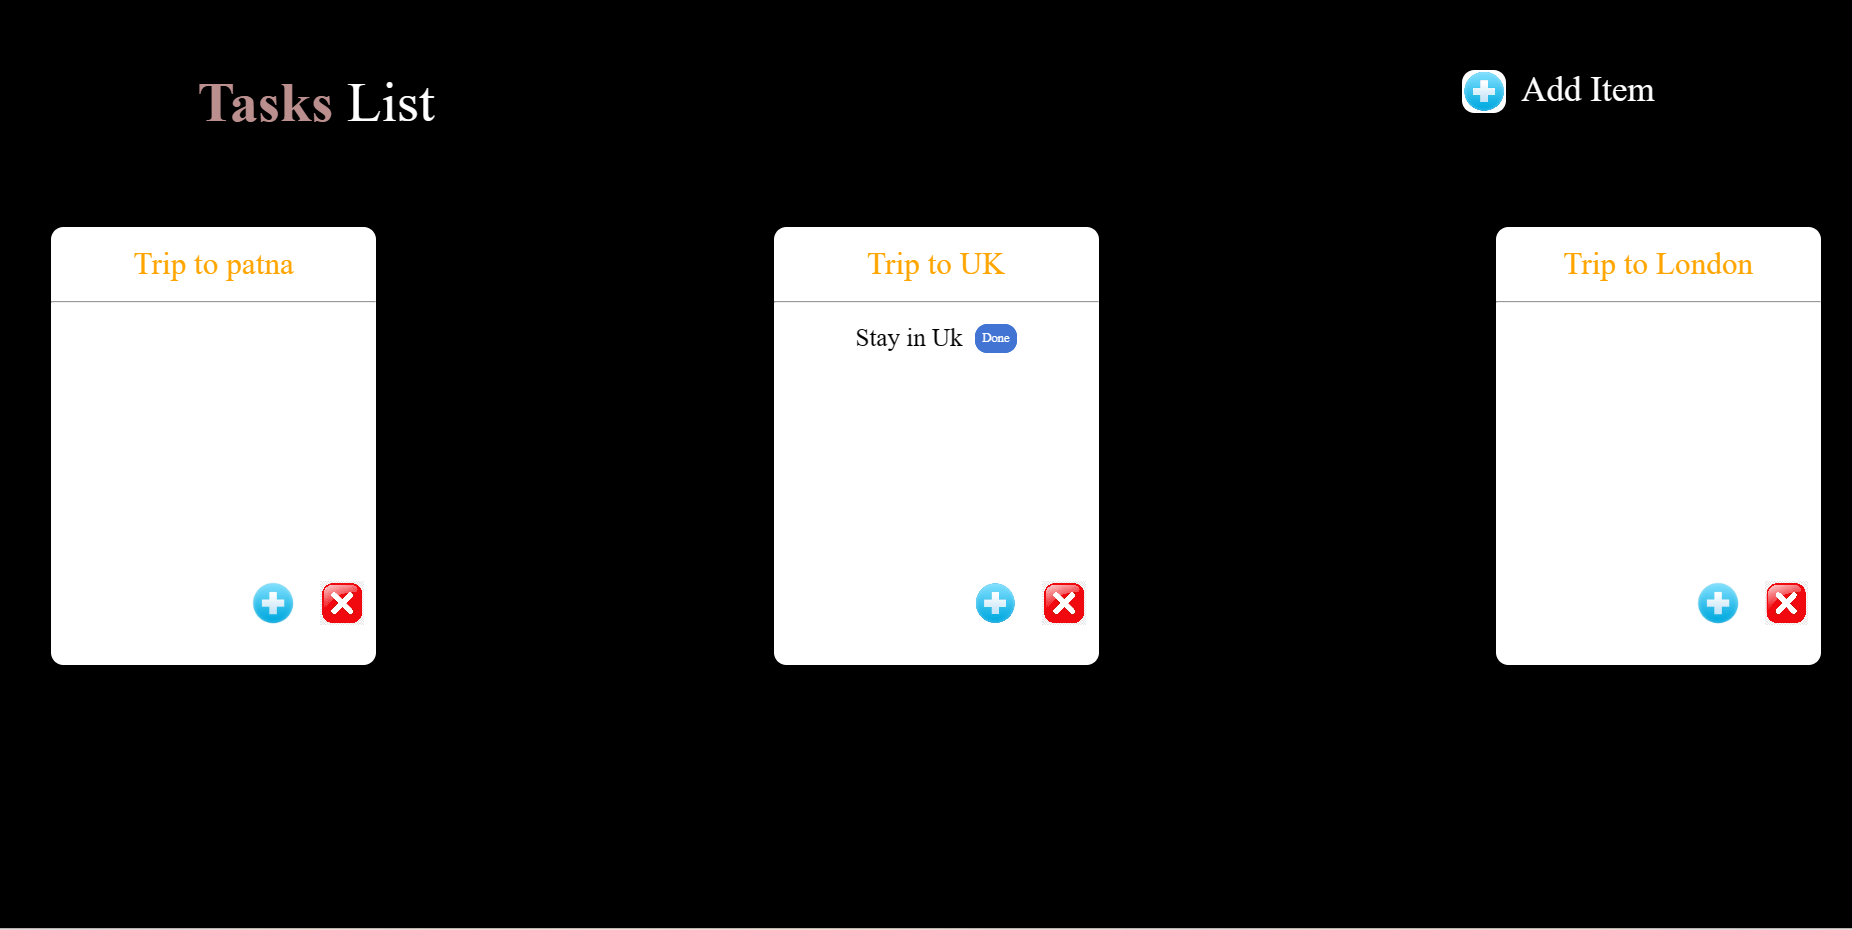 Tasks List
Add Item
Trip to patna
Trip to UK
Stay in Uk Done
Trip to London